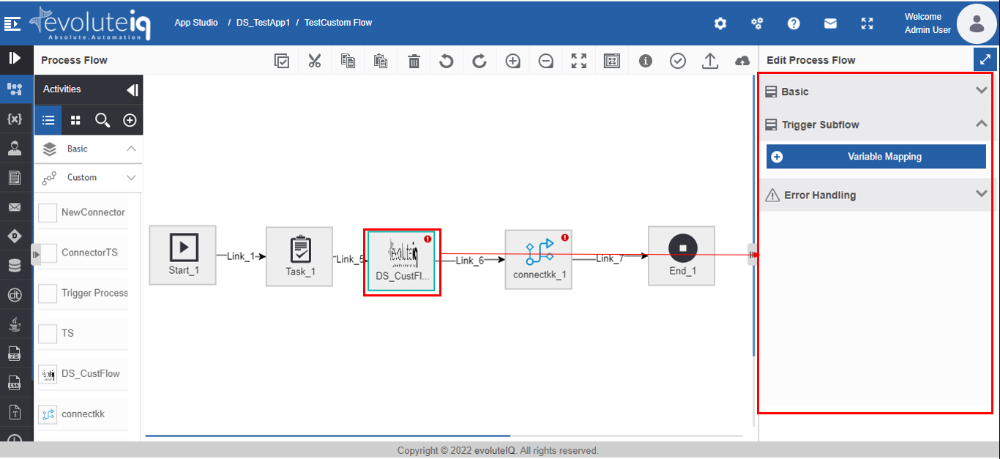 evoluteiq
Absolute.Automation
App Studio / DS_TestApp1 / TestCustom Flow
Welcome
Admin User
Process Flow
Edit Process Flow
Activities
Basic
Custom
NewConnector
ConnectorTS
Trigger Process
TS
DS_CustFlow
connectkk
Start_1
Link_1
Task_1
Link_5
evoluteiq
DS_CustFl...
Link_6
connectkk_1
Link_7
End_1
Basic
Trigger Subflow
Variable Mapping
Error Handling
Copyright © 2022 evoluteIQ. All rights reserved.